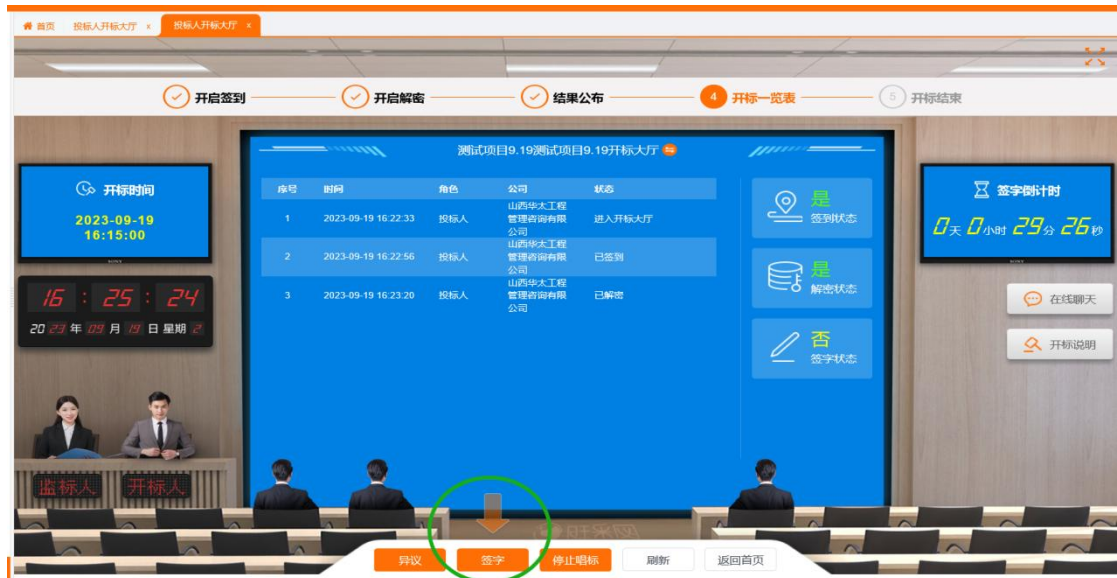 首页 投标人开标大厅 × 投标人开标大厅 ×
开启签到 开启解密 结果公布 4 开标一览表 5 开标结束
测试项目9.19测试项目9.19开标大厅
开标时间
2023-09-19
16:15:00
SONY
16 : 25 : 24
20 23 年 09 月 19 日 星期 2
监标人 开标人
序号 时间 角色 公司 状态
1 2023-09-19 16:22:33 投标人 山西华太工程
管理咨询有限
公司 进入开标大厅
2 2023-09-19 16:22:56 投标人 山西华太工程
管理咨询有限
公司 已签到
3 2023-09-19 16:23:20 投标人 山西华太工程
管理咨询有限
公司 已解密
是
签到状态
是
解密状态
否
签字状态
签字倒计时
0天 0小时 29分 26秒
SONY
在线聊天
开标说明
异议 签字 停止唱标 刷新 返回首页